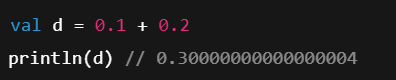 val d = 0.1 + 0.2
println(d) // 0.30000000000000004